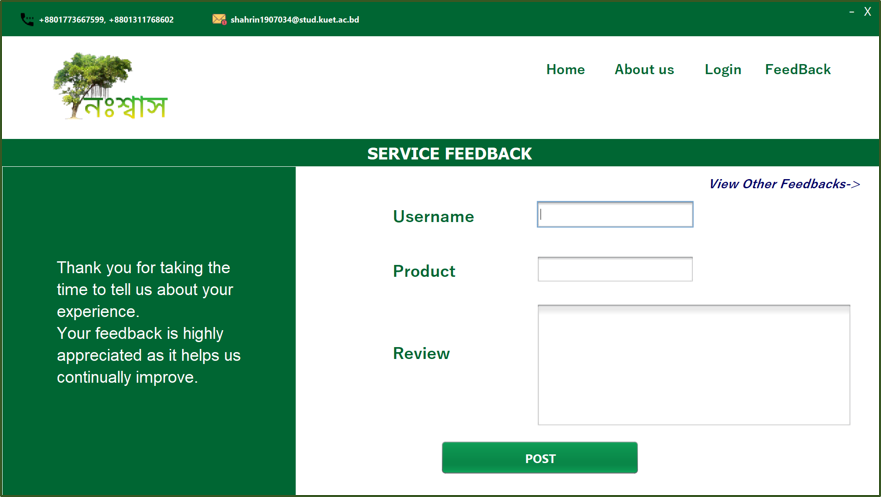 +8801773667599, +8801311768602
shahrin1907034@stud.kuet.ac.bd
– X
নঃশ্বাস
Home About us Login FeedBack
SERVICE FEEDBACK
View Other Feedbacks->
Thank you for taking the
time to tell us about your
experience.
Your feedback is highly
appreciated as it helps us
continually improve.
Username
Product
Review
POST